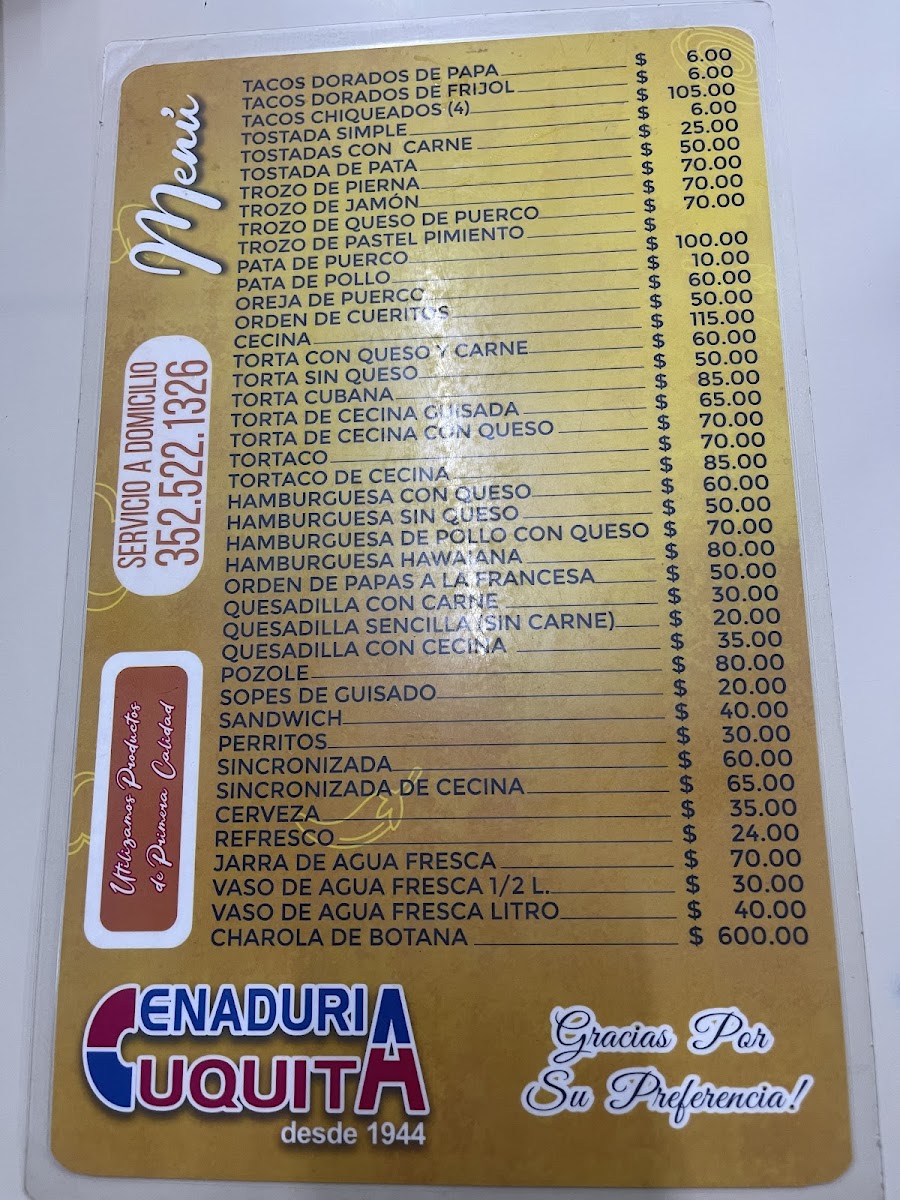 Menú
TACOS DORADOS DE PAPA $ 6.00
TACOS DORADOS DE FRIJOL $ 6.00
TACOS CHIQUEADOS (4) $ 105.00
TOSTADA SIMPLE $ 6.00
TOSTADAS CON CARNE $ 25.00
TOSTADA DE PATA $ 50.00
TROZO DE PIERNA $ 70.00
TROZO DE JAMÓN $ 70.00
TROZO DE QUESO DE PUERCO $ 70.00
TROZO DE PASTEL PIMIENTO $
PATA DE PUERCO $ 100.00
PATA DE POLLO $ 10.00
OREJA DE PUERCO $ 60.00
ORDEN DE CUERITOS $ 50.00
CECINA $ 115.00
TORTA CON QUESO Y CARNE $ 60.00
TORTA SIN QUESO $ 50.00
TORTA CUBANA $ 85.00
TORTA DE CECINA GUISADA $ 65.00
TORTA DE CECINA CON QUESO $ 70.00
TORTACO $ 70.00
TORTACO DE CECINA $ 85.00
HAMBURGUESA CON QUESO $ 60.00
HAMBURGUESA SIN QUESO $ 50.00
HAMBURGUESA DE POLLO CON QUESO $ 70.00
HAMBURGUESA HAWAIANA $ 80.00
ORDEN DE PAPAS A LA FRANCESA $ 50.00
QUESADILLA CON CARNE $ 30.00
QUESADILLA SENCILLA (SIN CARNE) $ 20.00
QUESADILLA CON CECINA $ 35.00
POZOLE $ 80.00
SOPES DE GUISADO $ 20.00
SANDWICH $ 40.00
PERRITOS $ 30.00
SINCRONIZADA $ 60.00
SINCRONIZADA DE CECINA $ 65.00
CERVEZA $ 35.00
REFRESCO $ 24.00
JARRA DE AGUA FRESCA $ 70.00
VASO DE AGUA FRESCA 1/2 L. $ 30.00
VASO DE AGUA FRESCA LITRO $ 40.00
CHAROLA DE BOTANA $ 600.00
SERVICIO A DOMICILIO
352.522.1326
Utilizamos Productos
de Primera Calidad
CENADURIA
CUQUITA
desde 1944
Gracias Por
Su Preferencia!